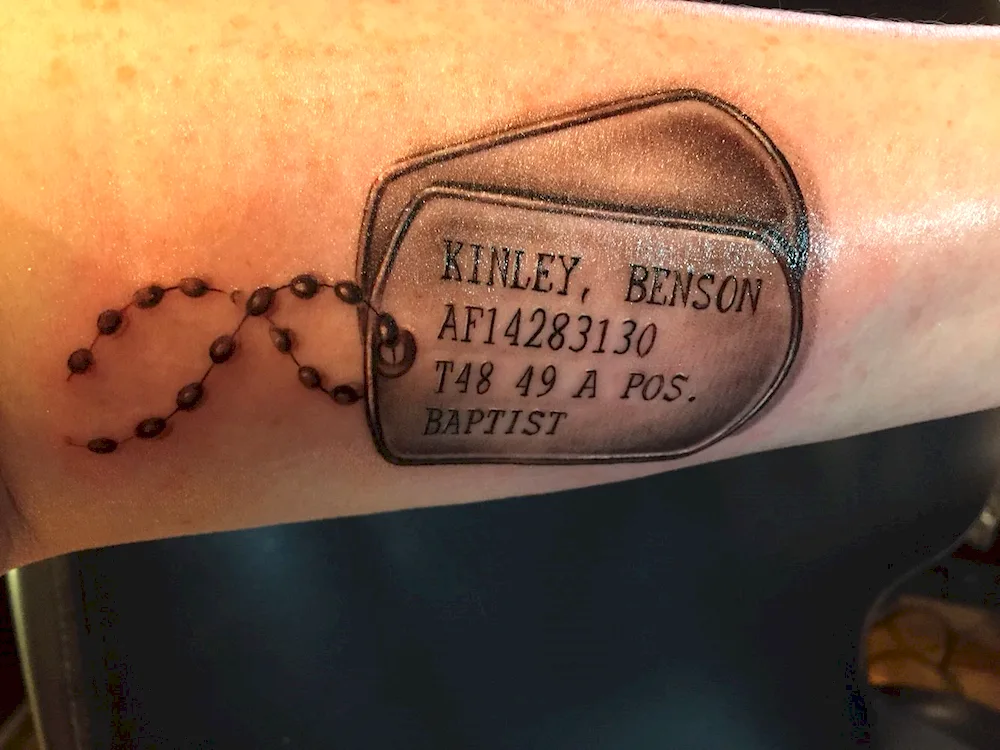 KINLEY, BENSON
AF14283130
T48 49 A POS.
BAPTIST